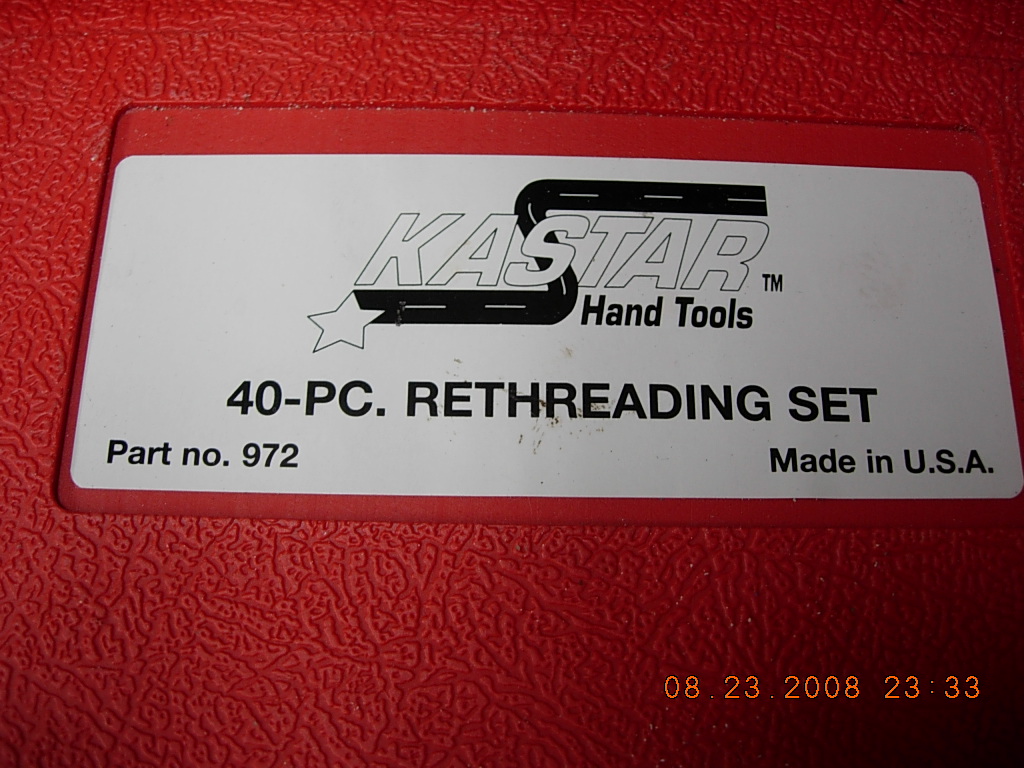 KASTAR TM
Hand Tools
40-PC. RETHREADING SET
Part no. 972
Made in U.S.A.
08.23.2008 23:33